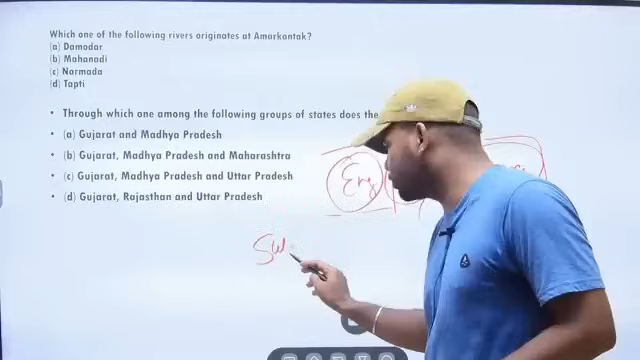 Which one of the following rivers originates at Amarkantak?
(a) Damodar
(b) Mahanadi
(c) Narmada
(d) Tapti
• Through which one among the following groups of states does the
• (a) Gujarat and Madhya Pradesh
• (b) Gujarat, Madhya Pradesh and Maharashtra
• (c) Gujarat, Madhya Pradesh and Uttar Pradesh
• (d) Gujarat, Rajasthan and Uttar Pradesh